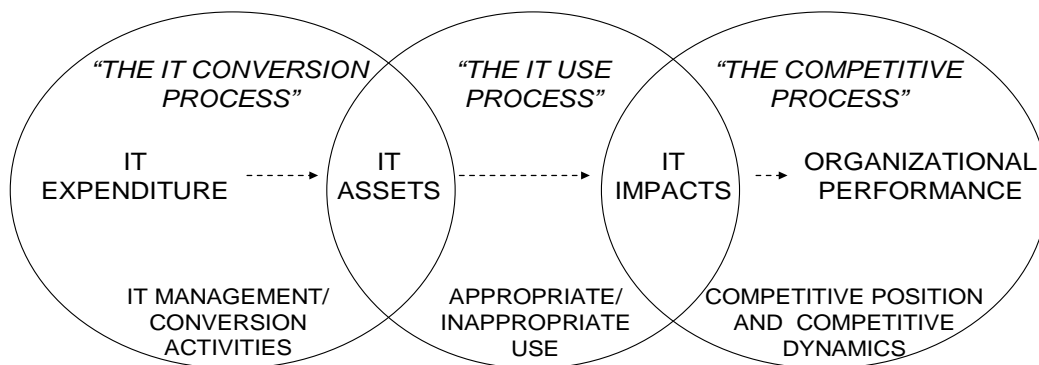 “THE IT CONVERSION
PROCESS”
“THE IT USE
PROCESS”
“THE COMPETITIVE
PROCESS”
IT
EXPENDITURE
IT
ASSETS
IT
IMPACTS
ORGANIZATIONAL
PERFORMANCE
IT MANAGEMENT/
CONVERSION
ACTIVITIES
APPROPRIATE/
INAPPROPRIATE
USE
COMPETITIVE POSITION
AND COMPETITIVE
DYNAMICS